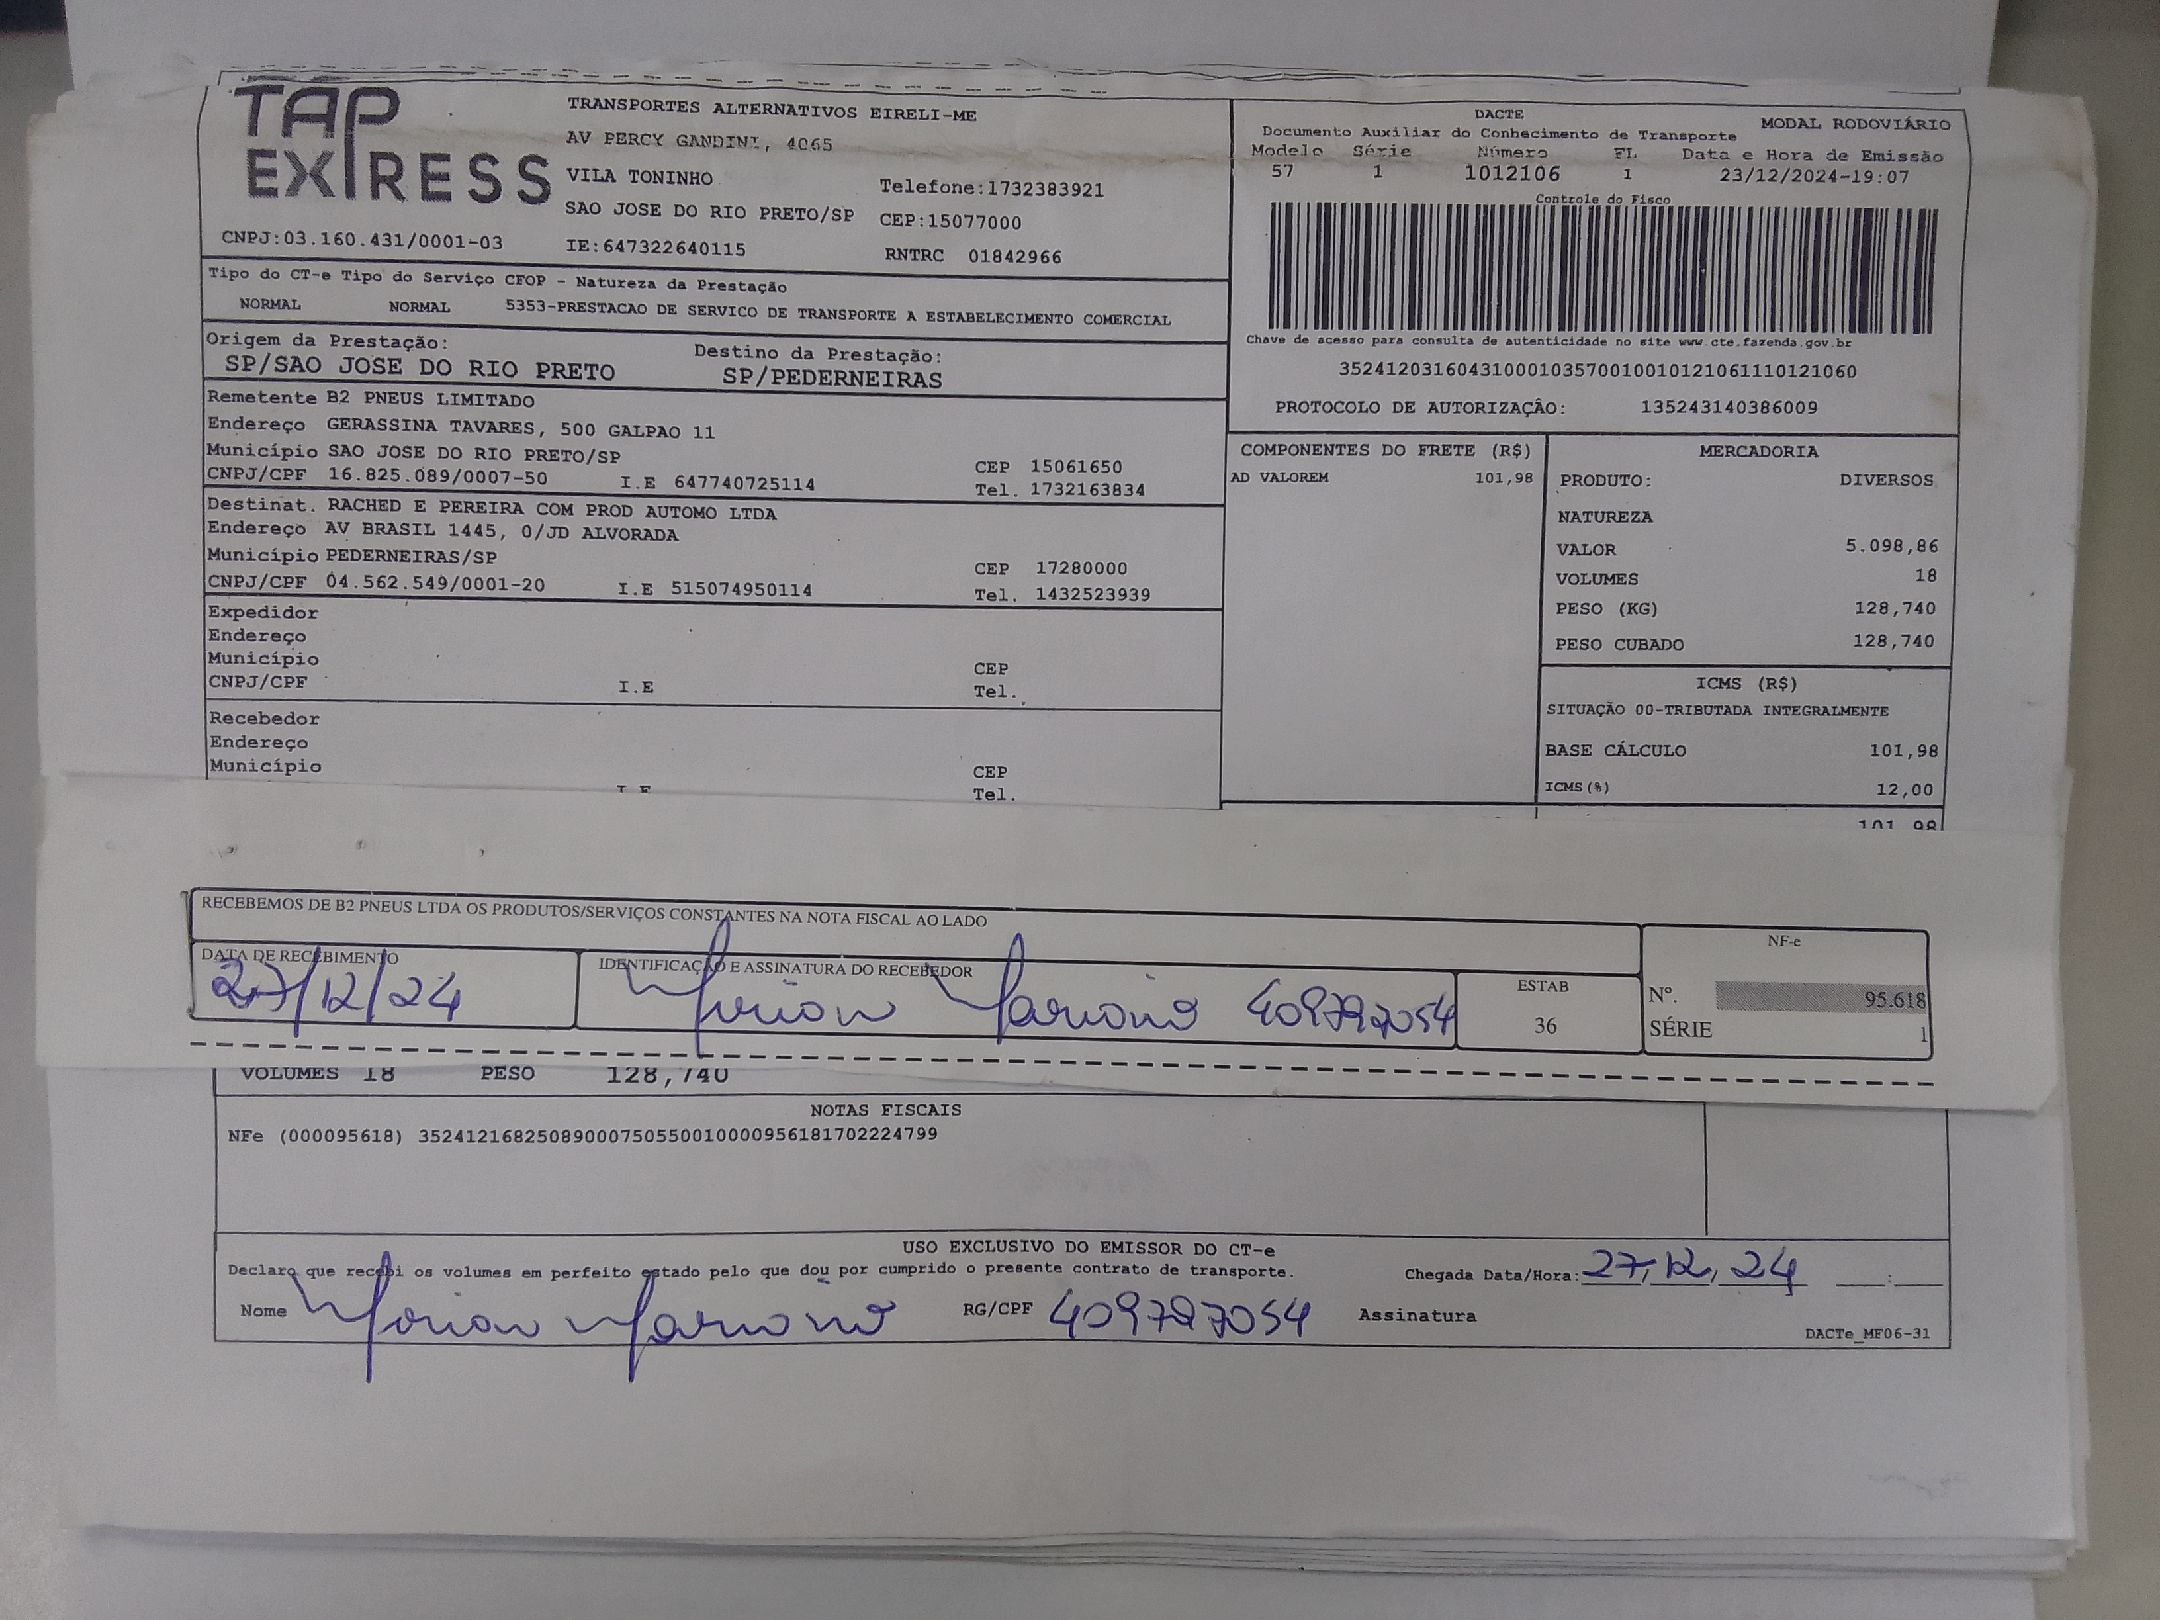 TAP EXPRESS
TRANSPORTES ALTERNATIVOS EIRELI-ME
AV PERCY GANDINI, 4065
VILA TONINHO Telefone:1732383921
SAO JOSE DO RIO PRETO/SP CEP:15077000
CNPJ:03.160.431/0001-03 IE:647322640115 RNTRC 01842966
DACTE MODAL RODOVIÁRIO
Documento Auxiliar do Conhecimento de Transporte
Modelo Série Número FL Data e Hora de Emissão
57 1 1012106 1 23/12/2024-19:07
Controle do Fisco
Chave de acesso para consulta de autenticidade no site www.cte.fazenda.gov.br
35241203160431000103570010010121061110121060
PROTOCOLO DE AUTORIZAÇÃO: 135243140386009
Tipo do CT-e Tipo do Serviço CFOP - Natureza da Prestação
NORMAL NORMAL 5353-PRESTACAO DE SERVICO DE TRANSPORTE A ESTABELECIMENTO COMERCIAL
Origem da Prestação: Destino da Prestação:
SP/SAO JOSE DO RIO PRETO SP/PEDERNEIRAS
Remetente B2 PNEUS LIMITADO
Endereço GERASSINA TAVARES, 500 GALPAO 11
Município SAO JOSE DO RIO PRETO/SP CEP 15061650
CNPJ/CPF 16.825.089/0007-50 I.E 647740725114 Tel. 1732163834
Destinat. RACHED E PEREIRA COM PROD AUTOMO LTDA
Endereço AV BRASIL 1445, 0/JD ALVORADA
Município PEDERNEIRAS/SP CEP 17280000
CNPJ/CPF 04.562.549/0001-20 I.E 515074950114 Tel. 1432523939
Expedidor
Endereço
Município CEP
CNPJ/CPF I.E Tel.
Recebedor
Endereço
Município CEP
I.E Tel.
COMPONENTES DO FRETE (R$)
AD VALOREM 101,98
MERCADORIA
PRODUTO: DIVERSOS
NATUREZA
VALOR 5.098,86
VOLUMES 18
PESO (KG) 128,740
PESO CUBADO 128,740
ICMS (R$)
SITUAÇÃO 00-TRIBUTADA INTEGRALMENTE
BASE CÁLCULO 101,98
ICMS(%) 12,00
101,98
RECEBEMOS DE B2 PNEUS LTDA OS PRODUTOS/SERVIÇOS CONSTANTES NA NOTA FISCAL AO LADO
DATA DE RECEBIMENTO IDENTIFICAÇÃO E ASSINATURA DO RECEBEDOR
27/12/24 409797054
ESTAB
36
NF-e
Nº. 95.618
SÉRIE 1
VOLUMES 18 PESO 128,740
NOTAS FISCAIS
NFe (000095618) 35241216825089000750550010000956181702224799
USO EXCLUSIVO DO EMISSOR DO CT-e
Declaro que recebi os volumes em perfeito estado pelo que dou por cumprido o presente contrato de transporte. Chegada Data/Hora: 27,12,24 __:__
Nome RG/CPF 409797054 Assinatura
DACTe_MF06-31